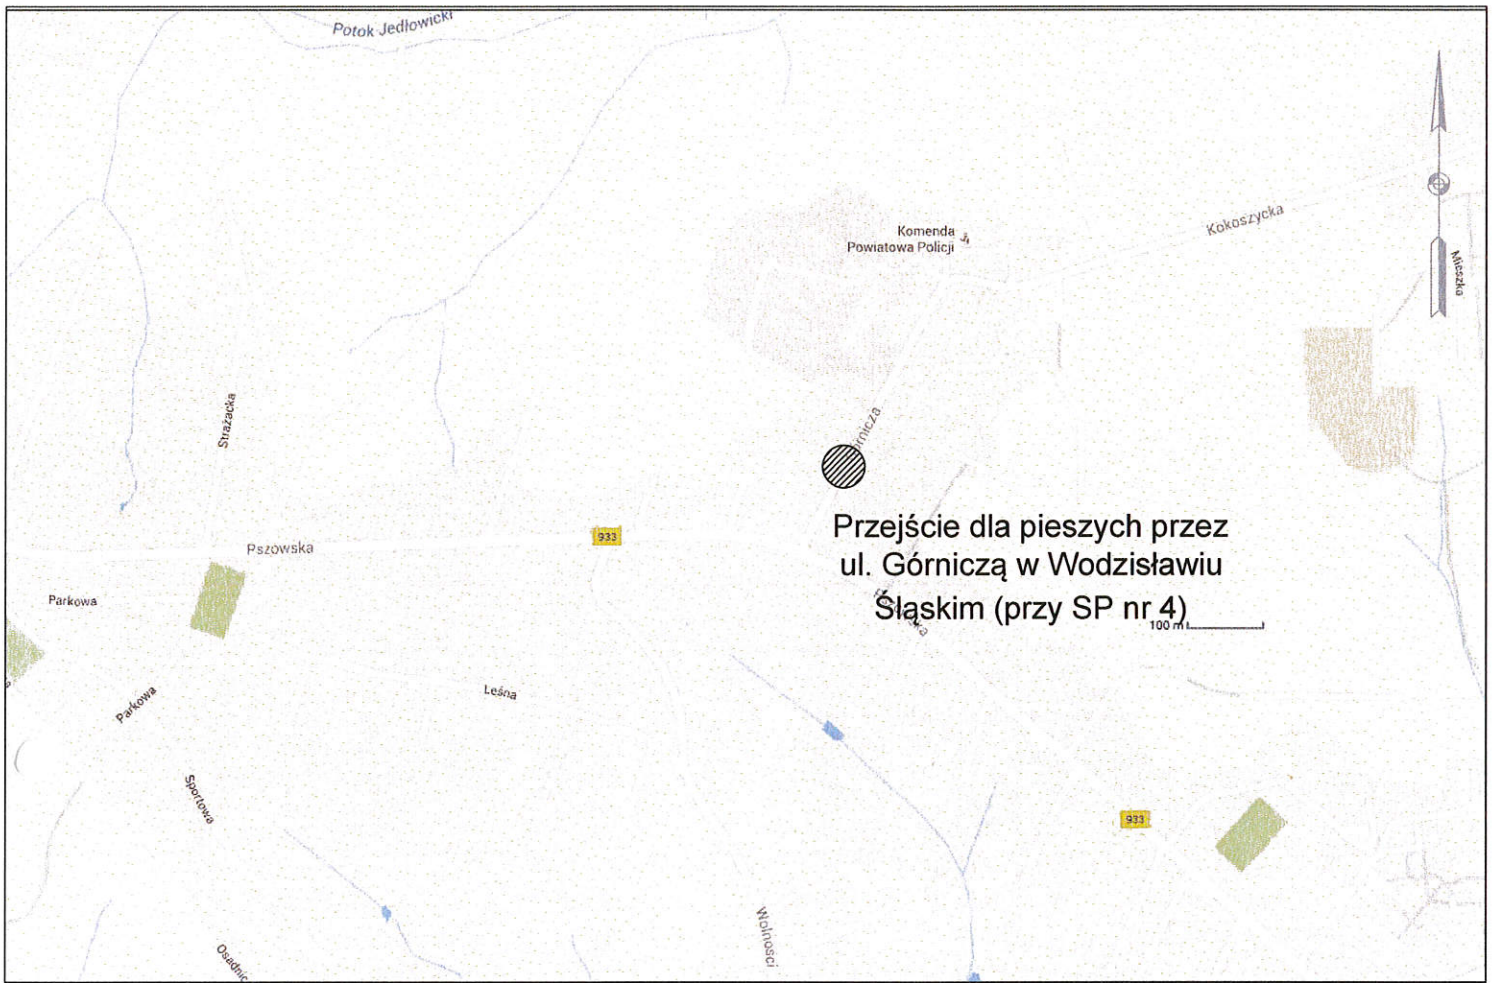 Potok Jedłowicki
Komenda
Powiatowa Policji
Kokoszycka
Mieszka
Strażacka
933
Pszowska
Przejście dla pieszych przez
ul. Górniczą w Wodzisławiu
Śląskim (przy SP nr 4)
100 m
Parkowa
Parkowa
Leśna
Sportowa
933
Wolności